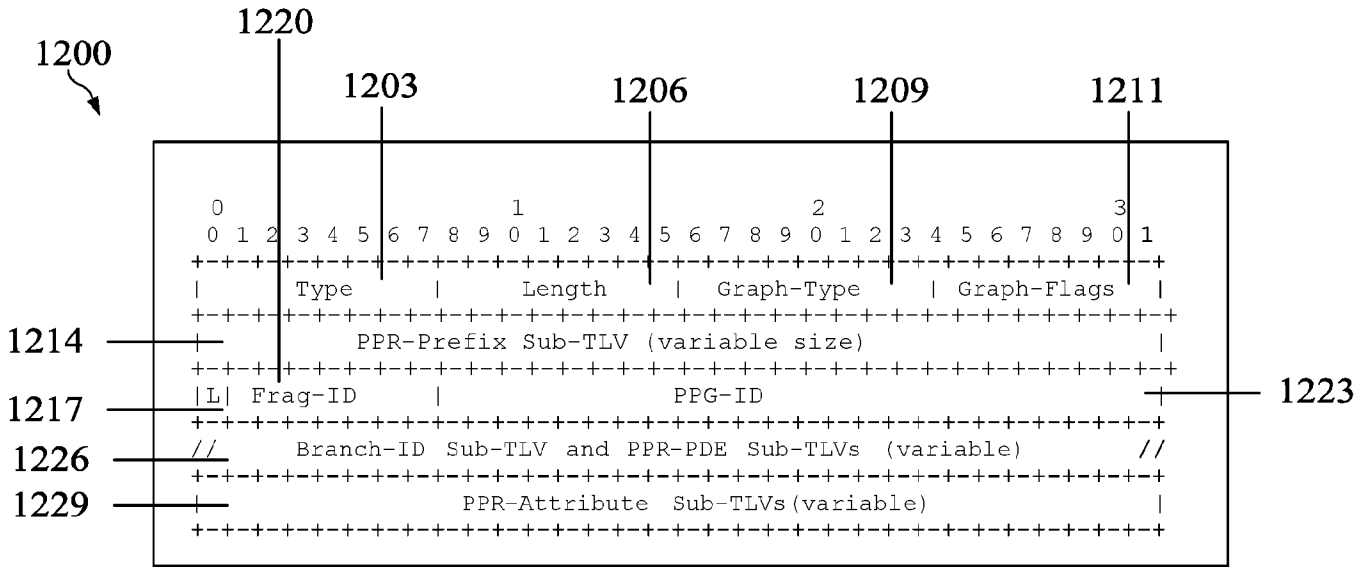 1220
1200
1203 1206 1209 1211
0 1 2 3
0 1 2 3 4 5 6 7 8 9 0 1 2 3 4 5 6 7 8 9 0 1 2 3 4 5 6 7 8 9 0 1
+-+-+-+-+-+-+-+-+-+-+-+-+-+-+-+-+-+-+-+-+-+-+-+-+-+-+-+-+-+-+-+-+
| Type | Length | Graph-Type | Graph-Flags |
+-+-+-+-+-+-+-+-+-+-+-+-+-+-+-+-+-+-+-+-+-+-+-+-+-+-+-+-+-+-+-+-+
1214 PPR-Prefix Sub-TLV (variable size) |
+-+-+-+-+-+-+-+-+-+-+-+-+-+-+-+-+-+-+-+-+-+-+-+-+-+-+-+-+-+-+-+-+
|L| Frag-ID | PPG-ID | 1223
1217
+-+-+-+-+-+-+-+-+-+-+-+-+-+-+-+-+-+-+-+-+-+-+-+-+-+-+-+-+-+-+-+-+
1226 // Branch-ID Sub-TLV and PPR-PDE Sub-TLVs (variable) //
+-+-+-+-+-+-+-+-+-+-+-+-+-+-+-+-+-+-+-+-+-+-+-+-+-+-+-+-+-+-+-+-+
1229 | PPR-Attribute Sub-TLVs(variable) |
+-+-+-+-+-+-+-+-+-+-+-+-+-+-+-+-+-+-+-+-+-+-+-+-+-+-+-+-+-+-+-+-+